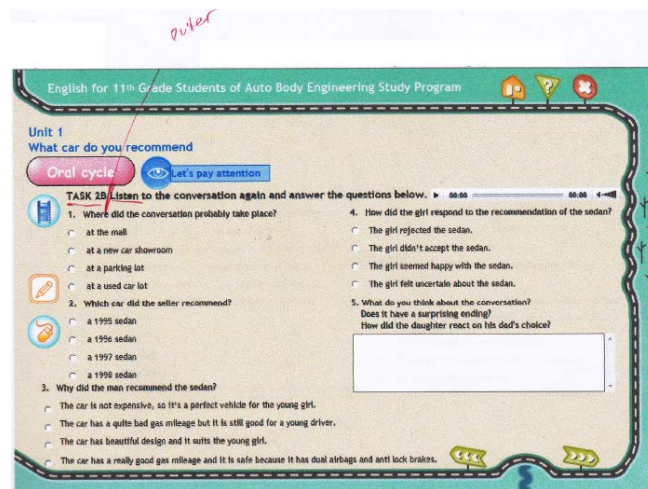 outer
English for 11th Grade Students of Auto Body Engineering Study Program
Unit 1
What car do you recommend
Oral cycle
Let's pay attention
TASK 2B Listen to the conversation again and answer the questions below.
00:00
00:00
1. Where did the conversation probably take place?
at the mall
at a new car showroom
at a parking lot
at a used car lot
2. Which car did the seller recommend?
a 1995 sedan
a 1996 sedan
a 1997 sedan
a 1998 sedan
3. Why did the man recommend the sedan?
The car is not expensive, so it's a perfect vehicle for the young girl.
The car has a quite bad gas mileage but it is still good for a young driver.
The car has beautiful design and it suits the young girl.
The car has a really good gas mileage and it is safe because it has dual airbags and anti lock brakes.
4. How did the girl respond to the recommendation of the sedan?
The girl rejected the sedan.
The girl didn't accept the sedan.
The girl seemed happy with the sedan.
The girl felt uncertain about the sedan.
5. What do you think about the conversation?
Does it have a surprising ending?
How did the daughter react on his dad's choice?